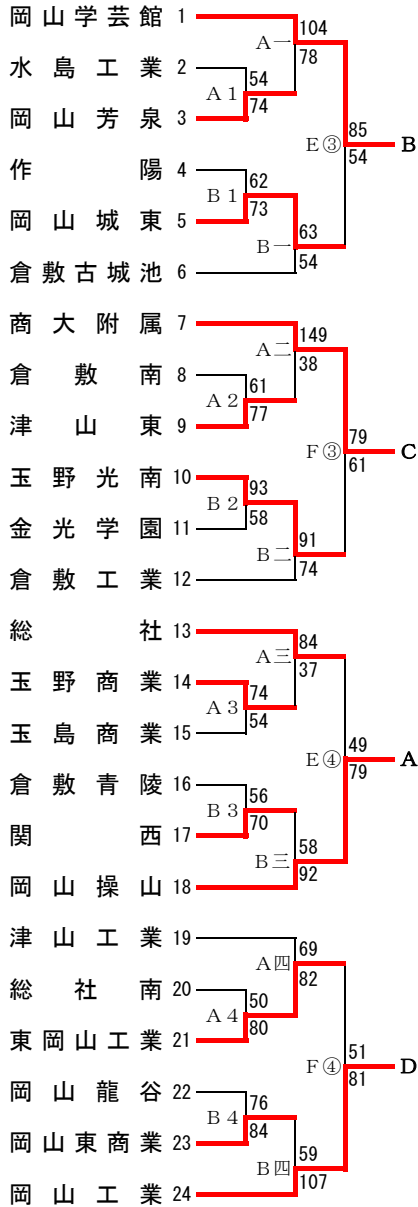 岡山学芸館 1
104
A一
78
水島工業 2
54
A1
74
岡山芳泉 3
85
E③ B
54
作陽 4
62
B1
73
岡山城東 5
63
B一
54
倉敷古城池 6
商大附属 7
149
A二
38
倉敷南 8
61
A2
77
津山東 9
79
F③ C
61
玉野光南 10
93
B2
58
金光学園 11
91
B二
74
倉敷工業 12
総社 13
84
A三
37
玉野商業 14
74
A3
54
玉島商業 15
49
E④ A
79
倉敷青陵 16
56
B3
70
関西 17
58
B三
92
岡山操山 18
津山工業 19
69
A四
82
総社南 20
50
A4
80
東岡山工業 21
51
F④ D
81
岡山龍谷 22
76
B4
84
岡山東商業 23
59
B四
107
岡山工業 24